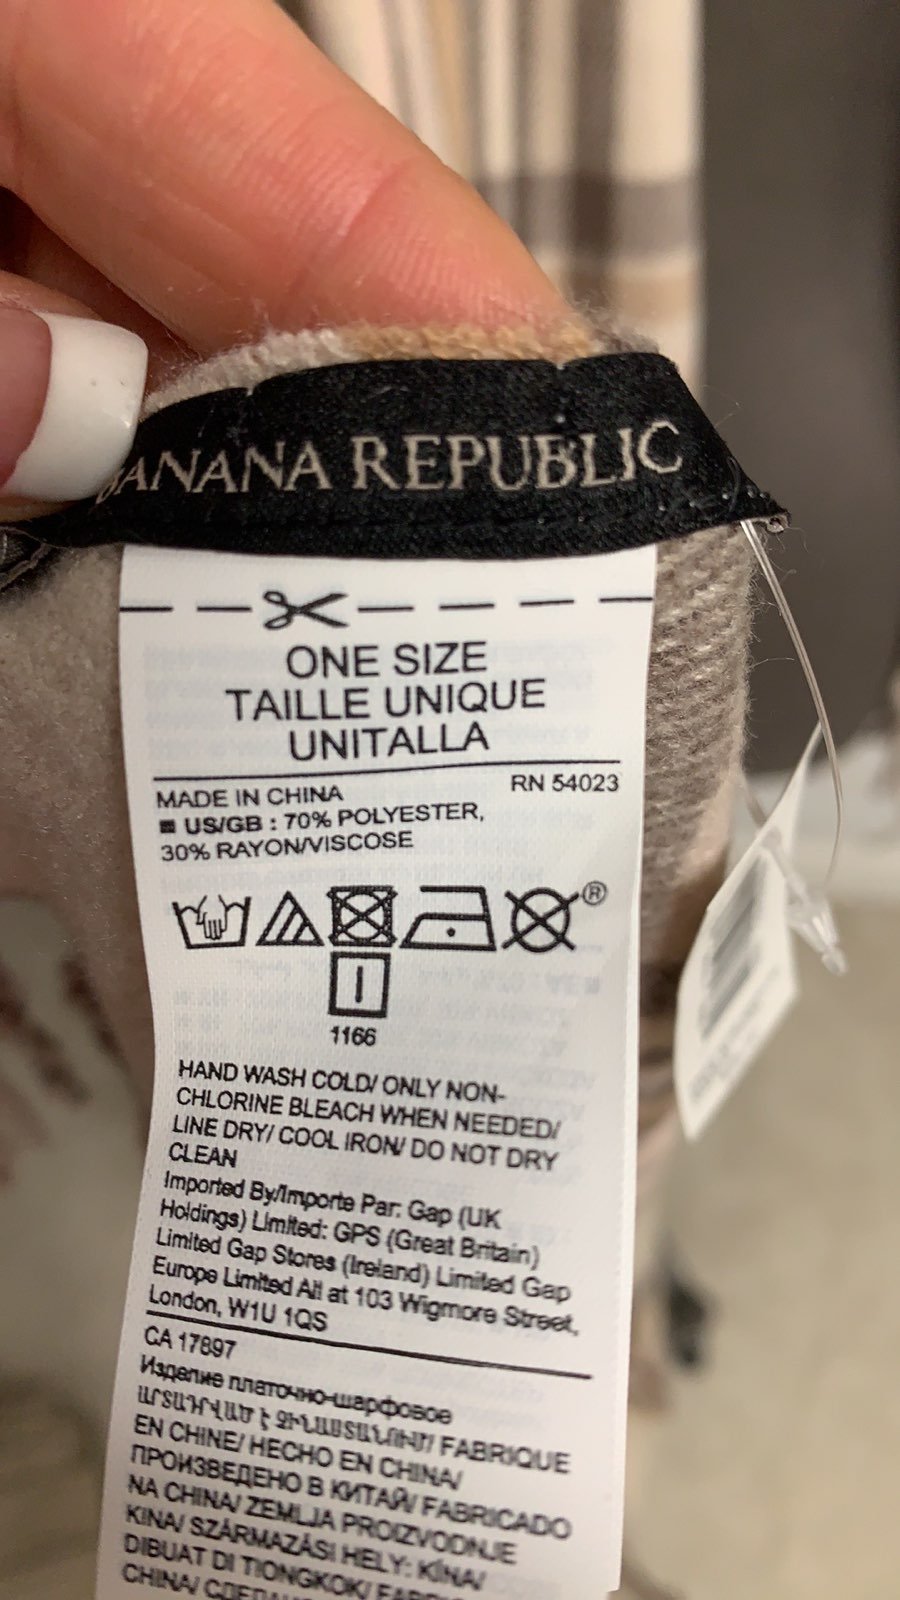 BANANA REPUBLIC
ONE SIZE
TAILLE UNIQUE
UNITALLA
RN 54023
MADE IN CHINA
US/GB : 70% POLYESTER,
30% RAYON/VISCOSE
®
1166
HAND WASH COLD/ ONLY NON-
CHLORINE BLEACH WHEN NEEDED/
LINE DRY/ COOL IRON/ DO NOT DRY
CLEAN
Imported By/Importe Par: Gap (UK
Holdings) Limited: GPS (Great Britain)
Limited Gap Stores (Ireland) Limited Gap
Europe Limited All at 103 Wigmore Street,
London, W1U 1QS
CA 17897
Изделие платочно-шарфовое
ԱՐՏԱԴՐՎԱԾ Է ՉԻՆԱՍՏԱՆՈՒՄ/ FABRIQUE
EN CHINE/ HECHO EN CHINA/
ПРОИЗВЕДЕНО В КИТАЙ/ FABRICADO
NA CHINA/ ZEMLJA PROIZVODNJE
KINA/ SZÁRMAZÁSI HELY: KÍNA/
DIBUAT DI TIONGKOK/
CHINA/